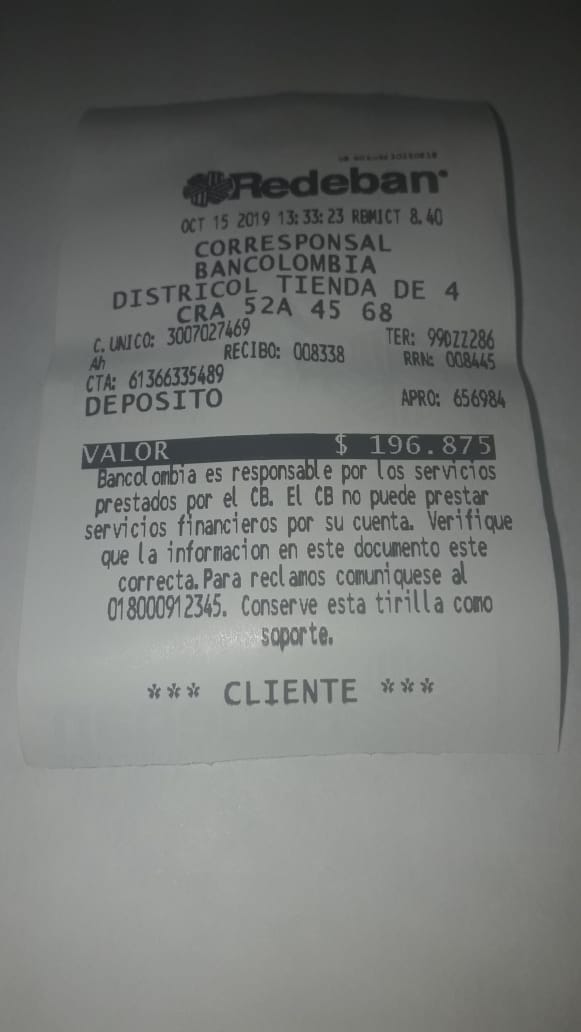 Redeban
OCT 15 2019 13:33:23 RBMICT 8.40
CORRESPONSAL
BANCOLOMBIA
DISTRICOL TIENDA DE 4
CRA 52A 45 68
C. UNICO: 3007027469 TER: 99DZZ286
Ah RECIBO: 008338 RRN: 008445
CTA: 61366335489
DEPOSITO APRO: 656984
VALOR $ 196.875
Bancolombia es responsable por los servicios
prestados por el CB. El CB no puede prestar
servicios financieros por su cuenta. Verifique
que la informacion en este documento este
correcta. Para reclamos comuniquese al
018000912345. Conserve esta tirilla como
soporte.
*** CLIENTE ***